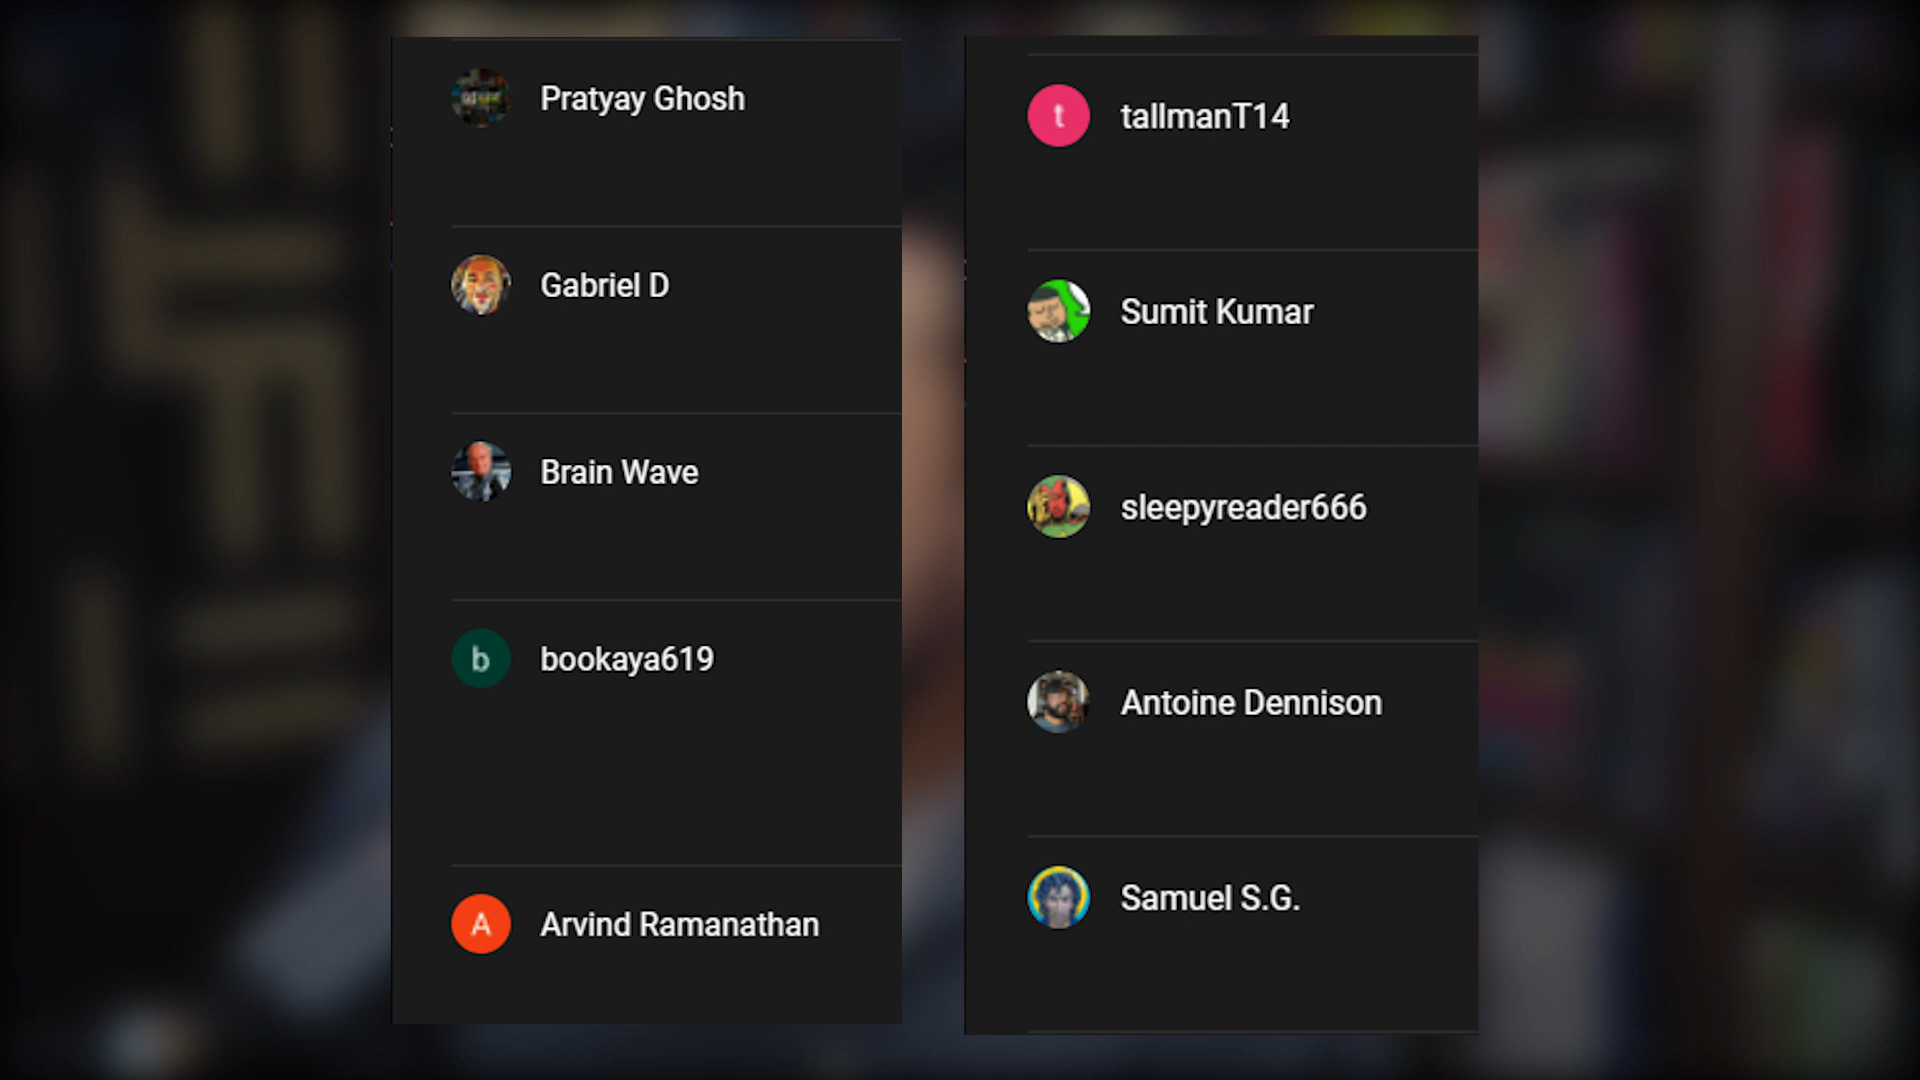 Pratyay Ghosh
Gabriel D
Brain Wave
b
bookaya619
A
Arvind Ramanathan
t
tallmanT14
Sumit Kumar
sleepyreader666
Antoine Dennison
Samuel S.G.